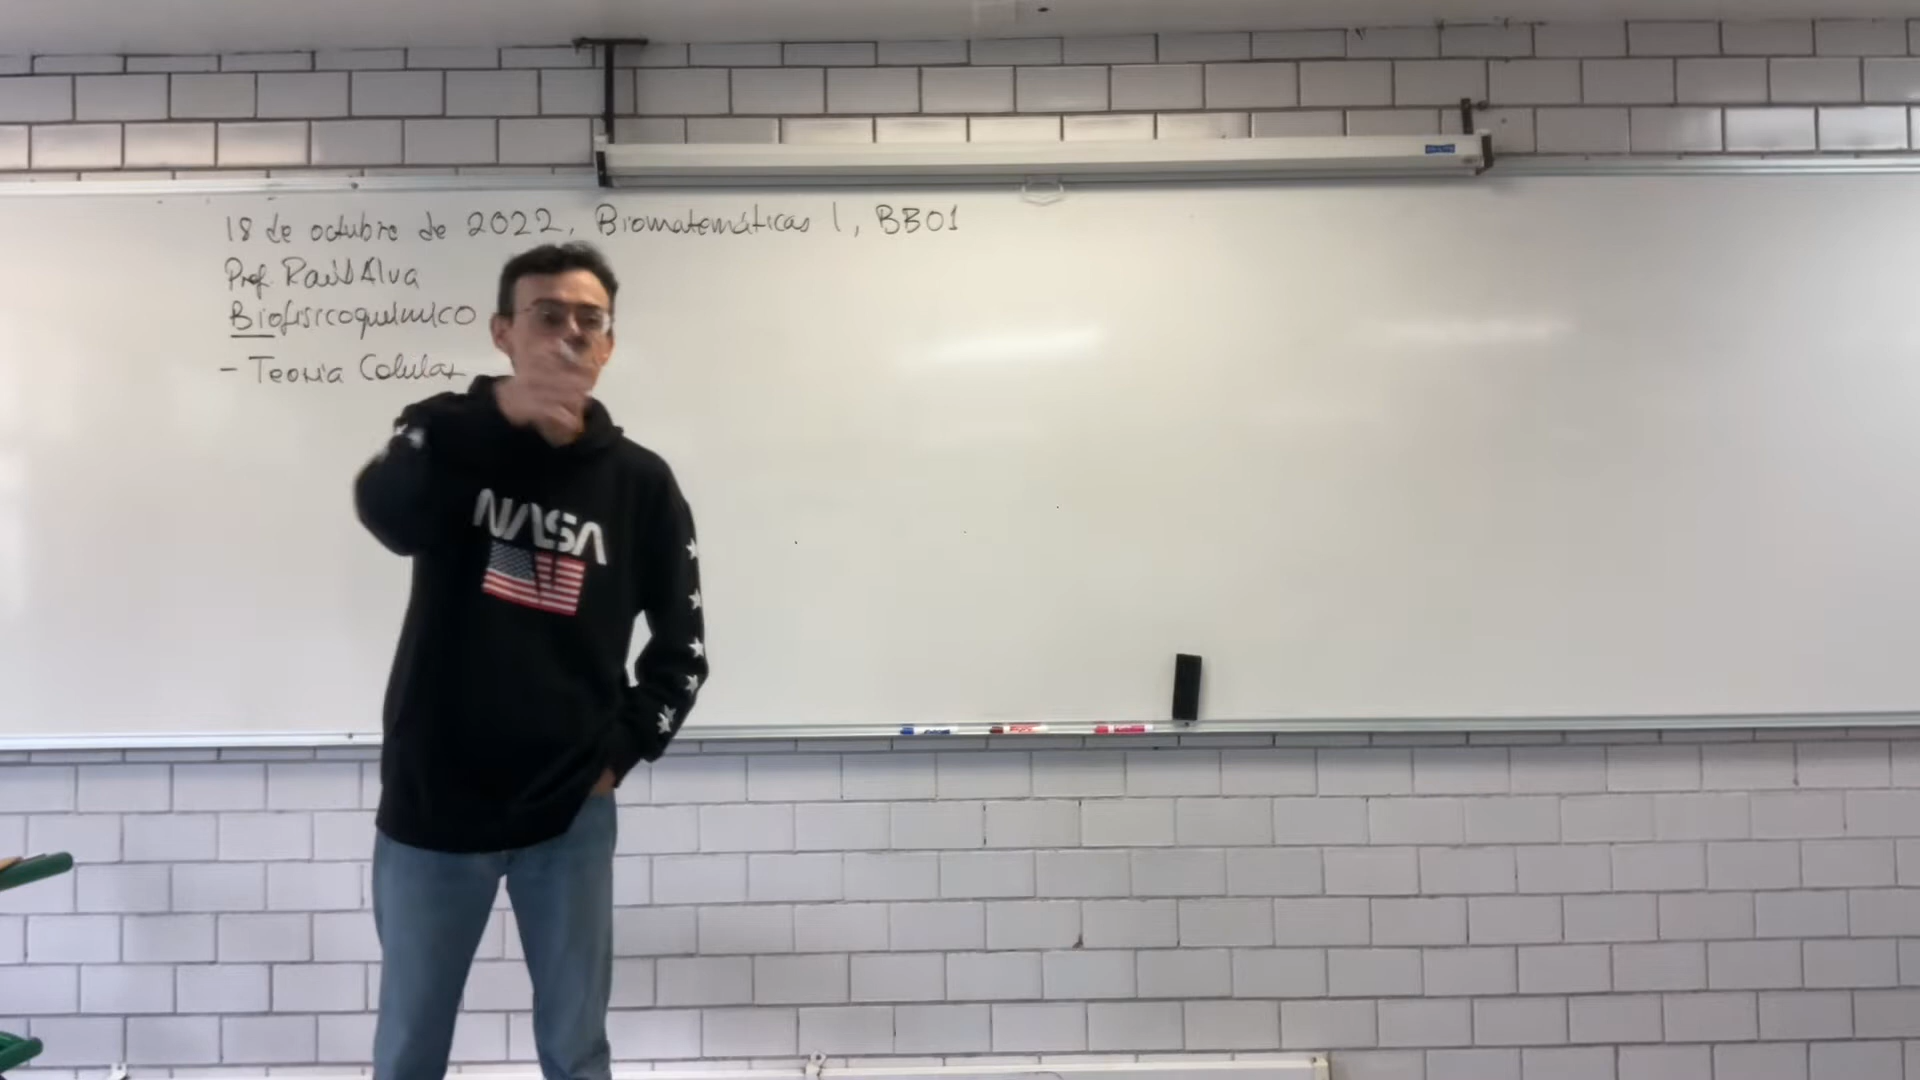 18 de octubre de 2022, Biomatemáticas I, BB01
Prof. Raúl Alva
Biofisicoquímico
- Teoría Celular
NASA